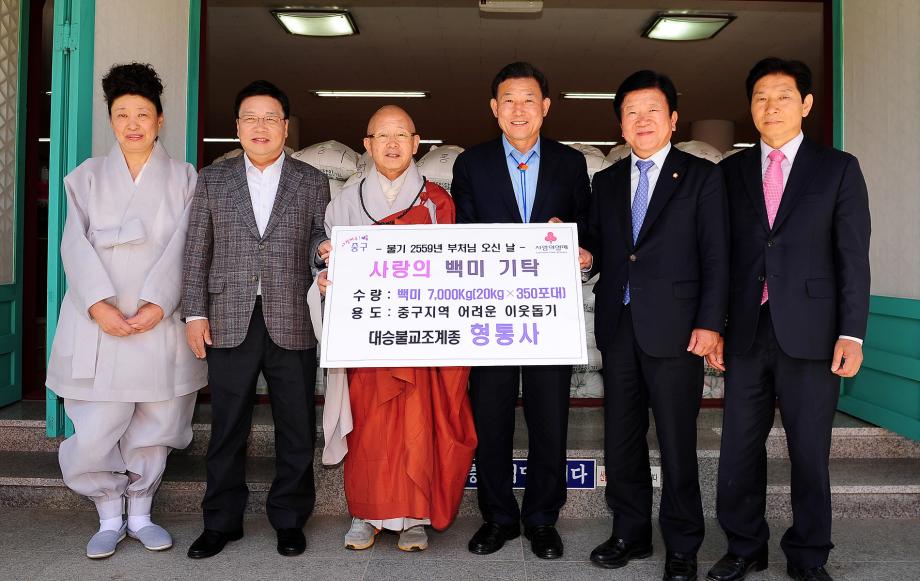 중구
사랑의열매
- 불기 2559년 부처님 오신 날 -
사랑의 백미 기탁
수 량 : 백미 7,000Kg(20kg×350포대)
용 도 : 중구지역 어려운 이웃돕기
대승불교조계종 형통사